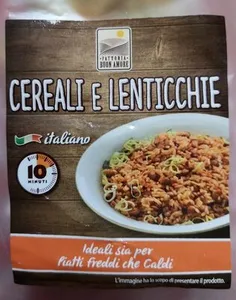 FATTORIA
BUON AMORE
CEREALI E LENTICCHIE
italiano
10
MINUTI
Ideali sia per
Piatti freddi che Caldi
L'immagine ha lo scopo di presentare il prodotto.